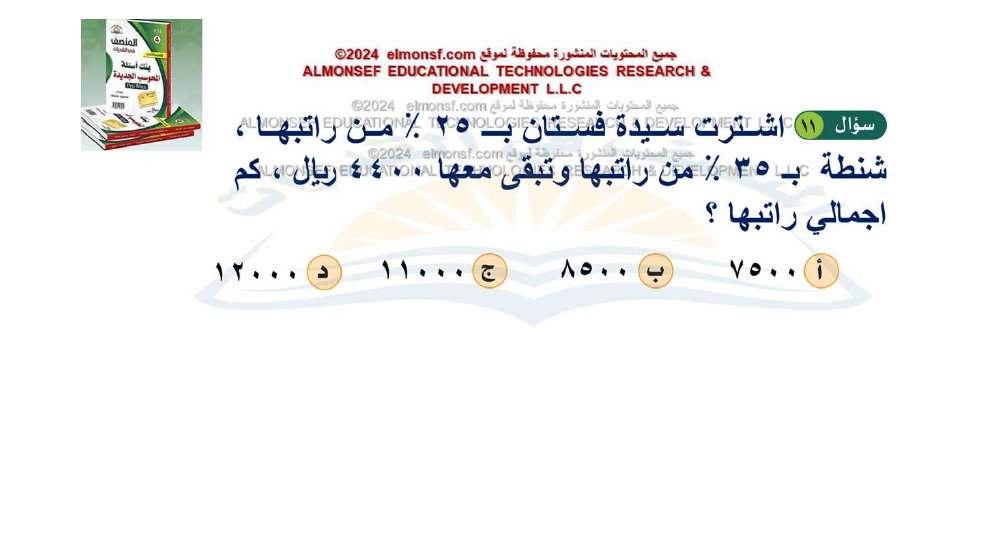 المنصف
في القدرات
بنك أسئلة
المحوسب الجديدة
Pro Max
جميع المحتويات المنشورة محفوظة لموقع elmonsf.com ©2024
ALMONSEF EDUCATIONAL TECHNOLOGIES RESEARCH &
DEVELOPMENT L.L.C
جميع المحتويات المنشورة محفوظة لموقع elmonsf.com ©2024
ALMONSEF EDUCATIONAL TECHNOLOGIES RESEARCH & DEVELOPMENT L.L.C
سؤال ١١ اشترت سيدة فستان بـ ٢٥ ٪ من راتبها ،
جميع المحتويات المنشورة محفوظة لموقع elmonsf.com ©2024
ALMONSEF EDUCATIONAL TECHNOLOGIES RESEARCH & DEVELOPMENT L.L.C
شنطة بـ ٣٥ ٪ من راتبها وتبقى معها ٤٤٠٠ ريال ، كم
اجمالي راتبها ؟
أ ٧٥٠٠ ب ٨٥٠٠ ج ١١٠٠٠ د ١٢٠٠٠